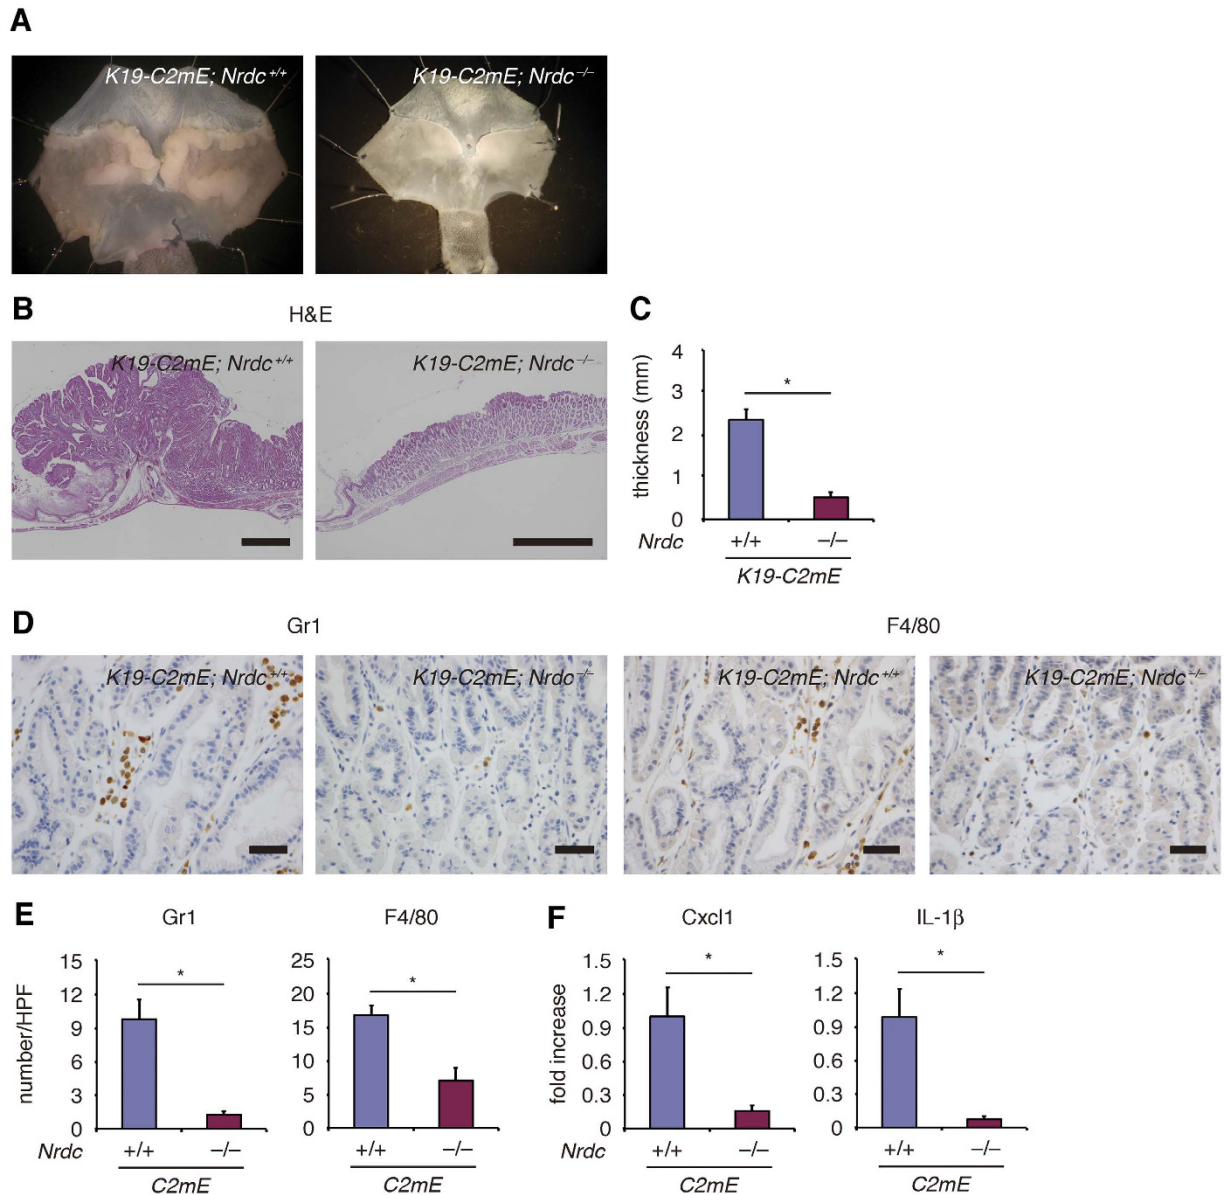 A
K19-C2mE; Nrdc+/+
K19-C2mE; Nrdc−/−
B
H&E
K19-C2mE; Nrdc+/+
K19-C2mE; Nrdc−/−
C
thickness (mm)
4
3
2
1
0
*
Nrdc
+/+
−/−
K19-C2mE
D
Gr1
F4/80
K19-C2mE; Nrdc+/+
K19-C2mE; Nrdc−/−
K19-C2mE; Nrdc+/+
K19-C2mE; Nrdc−/−
E
Gr1
number/HPF
15
12
9
6
3
0
*
Nrdc
+/+
−/−
C2mE
F4/80
25
20
15
10
5
0
*
+/+
−/−
C2mE
F
Cxcl1
fold increase
1.5
1.2
0.9
0.6
0.3
0
*
Nrdc
+/+
−/−
C2mE
IL-1β
1.5
1.2
0.9
0.6
0.3
0
*
+/+
−/−
C2mE